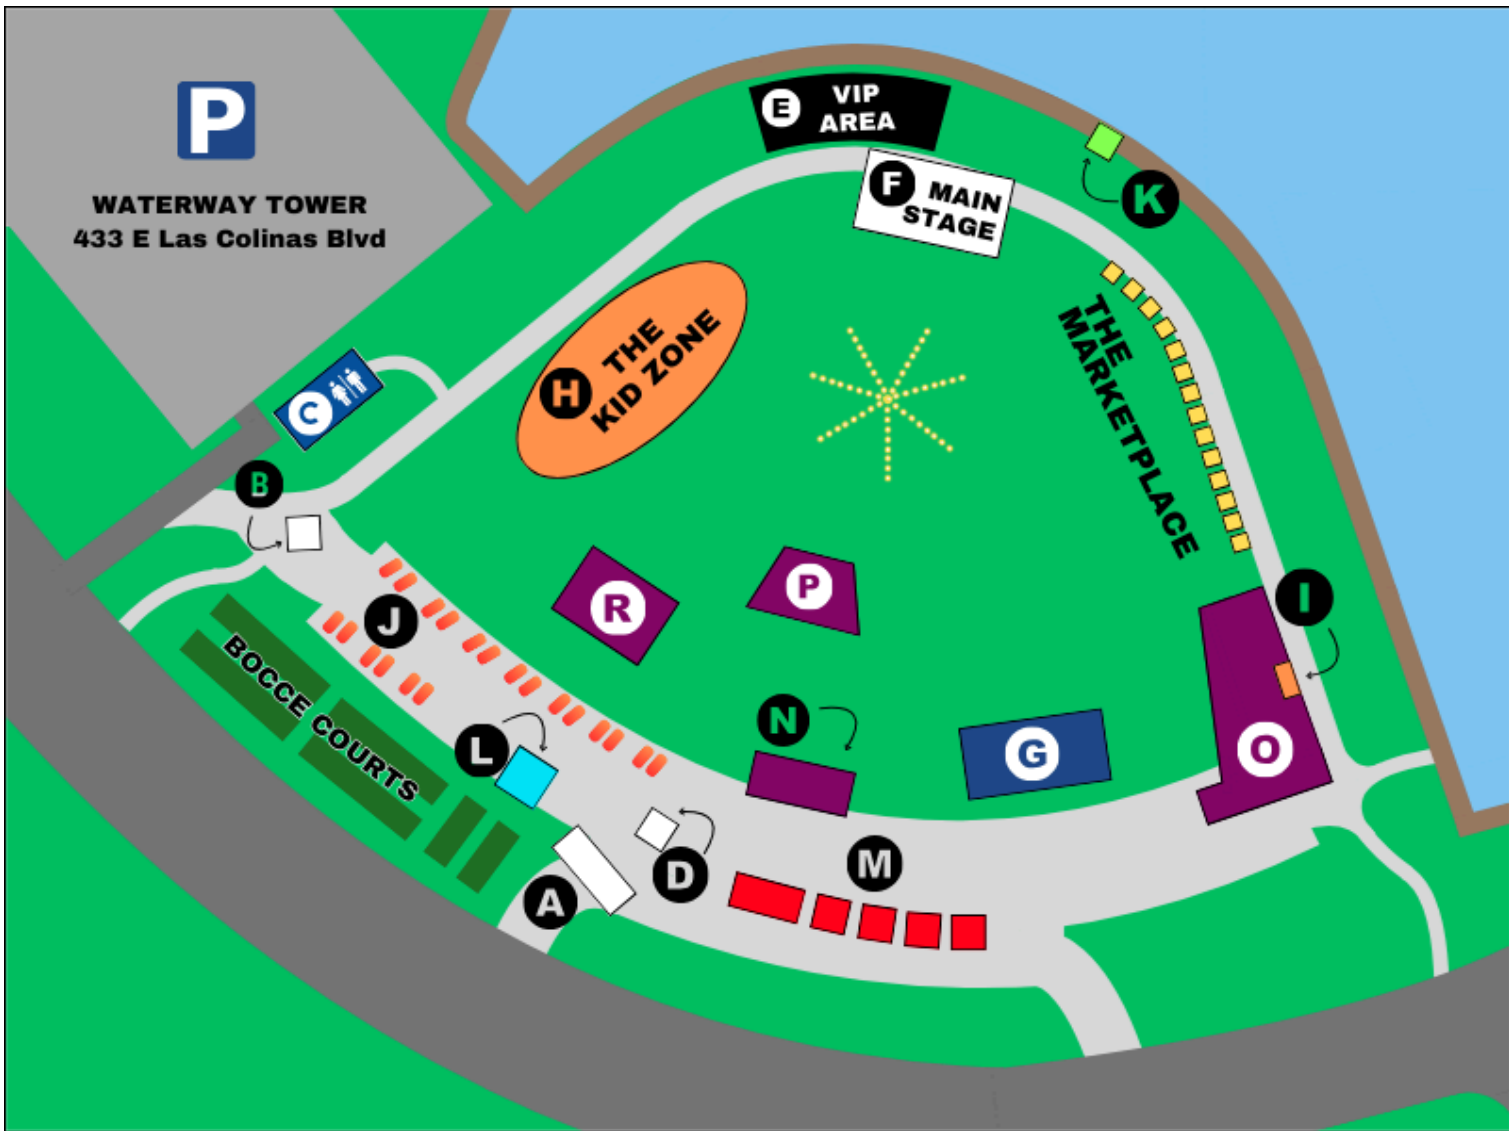 P
WATERWAY TOWER
433 E Las Colinas Blvd
E
VIP
AREA
F
MAIN
STAGE
K
THE
MARKETPLACE
H
THE
KID ZONE
C
B
J
R
P
I
BOCCE COURTS
L
N
G
O
A
D
M